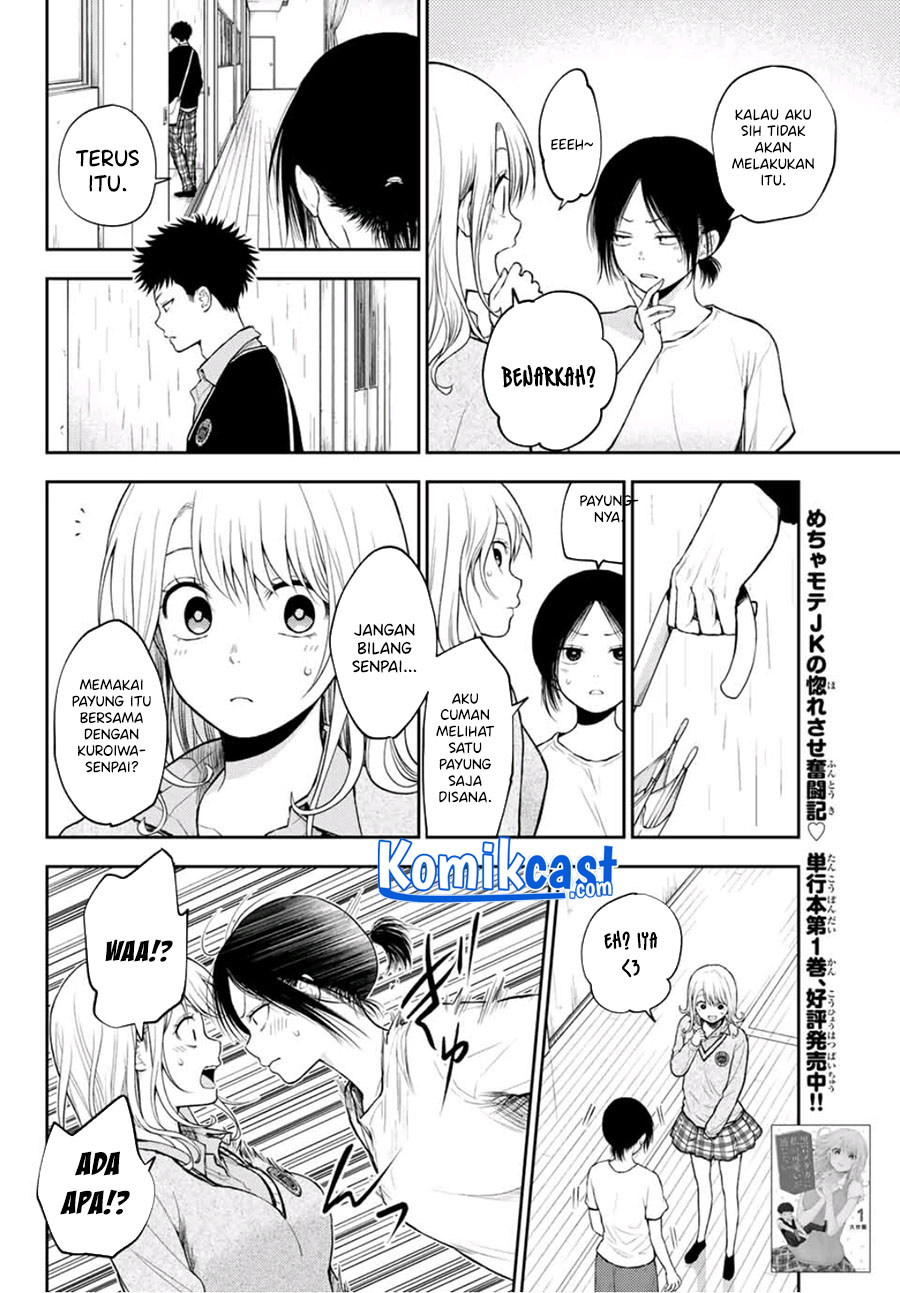 KALAU AKU
SIH TIDAK
AKAN
MELAKUKAN
ITU.
EEEH~
BENARKAH?
TERUS
ITU.
PAYUNG-
NYA.
AKU
CUMAN
MELIHAT
SATU
PAYUNG
SAJA
DISANA.
JANGAN
BILANG
SENPAI...
MEMAKAI
PAYUNG ITU
BERSAMA
DENGAN
KUROIWA-
SENPAI?
EH? IYA
<3
WAA!?
ADA
APA!?
Komikcast
.com
めちゃモテJKの惚れさせ奮闘記♡ 単行本第1巻、好評発売中!!
1